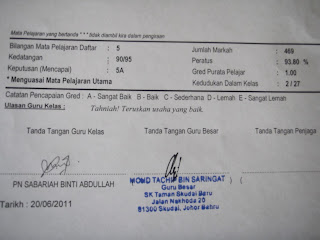 Mata Pelajaran yang bertanda '*' tidak diambil kira dalam pengiraan
Bilangan Mata Pelajaran Daftar : 5 Jumlah Markah : 469
Kedatangan : 90/95 Peratus : 93.80 %
Keputusan (Mencapai) : 5A Gred Purata Pelajar : 1.00
* Menguasai Mata Pelajaran Utama Kedudukan Dalam Kelas : 2 / 27
Catatan Pencapaian Gred : A - Sangat Baik B - Baik C - Sederhana D - Lemah E - Sangat Lemah
Ulasan Guru Kelas : Tahniah! Teruskan usaha yang baik.
Tanda Tangan Guru Kelas Tanda Tangan Guru Besar Tanda Tangan Penjaga
PN SABARIAH BINTI ABDULLAH
MOHD TACHIF BIN SARINGAT
Guru Besar
SK Taman Skudai Baru
Jalan Nakhoda 20
81300 Skudai, Johor Bahru
Tarikh : 20/06/2011